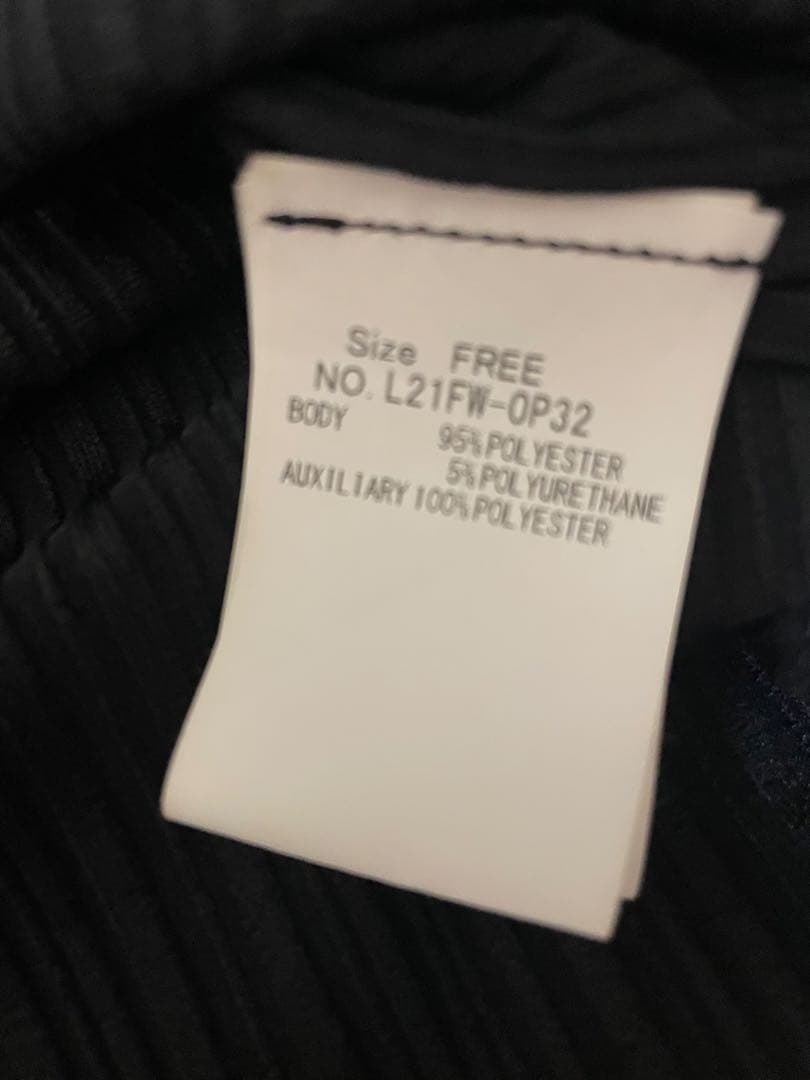 Size FREE
NO. L21FW-OP32
BODY 95%POLYESTER
5%POLYURETHANE
AUXILIARY 100%POLYESTER